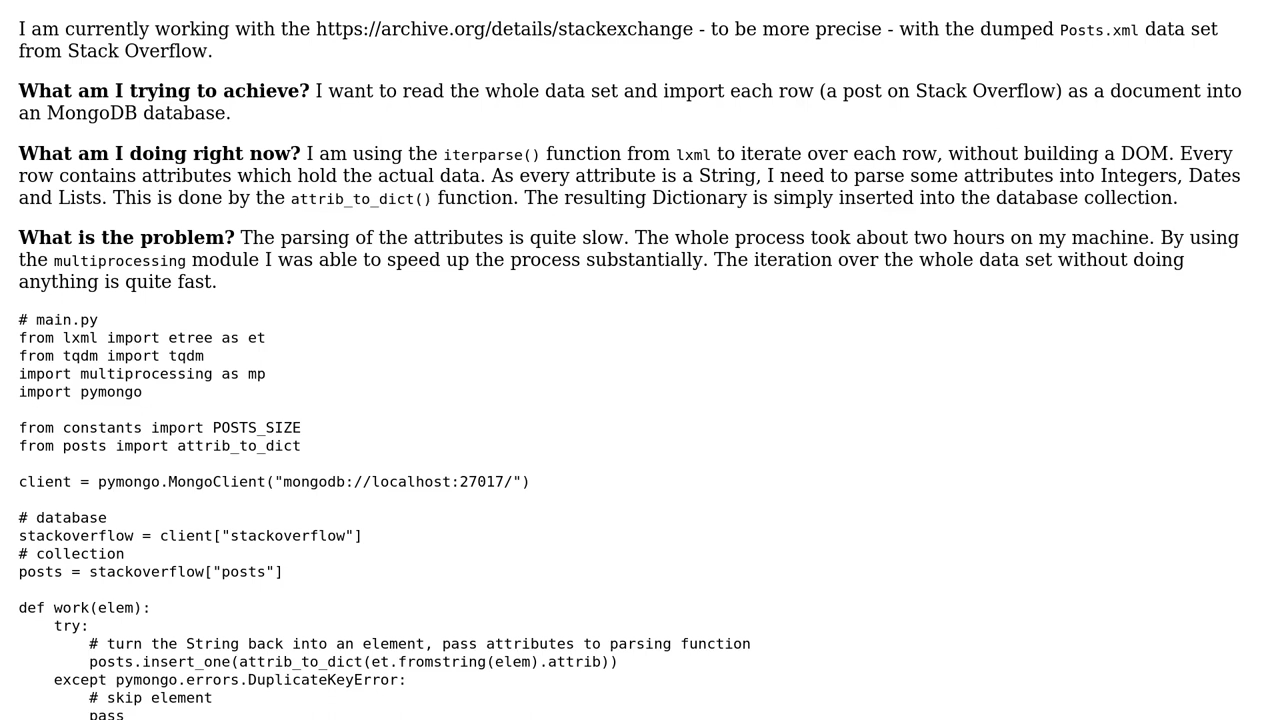 I am currently working with the https://archive.org/details/stackexchange - to be more precise - with the dumped Posts.xml data set
from Stack Overflow.
What am I trying to achieve? I want to read the whole data set and import each row (a post on Stack Overflow) as a document into
an MongoDB database.
What am I doing right now? I am using the iterparse() function from lxml to iterate over each row, without building a DOM. Every
row contains attributes which hold the actual data. As every attribute is a String, I need to parse some attributes into Integers, Dates
and Lists. This is done by the attrib_to_dict() function. The resulting Dictionary is simply inserted into the database collection.
What is the problem? The parsing of the attributes is quite slow. The whole process took about two hours on my machine. By using
the multiprocessing module I was able to speed up the process substantially. The iteration over the whole data set without doing
anything is quite fast.
# main.py
from lxml import etree as et
from tqdm import tqdm
import multiprocessing as mp
import pymongo
from constants import POSTS_SIZE
from posts import attrib_to_dict
client = pymongo.MongoClient("mongodb://localhost:27017/")
# database
stackoverflow = client["stackoverflow"]
# collection
posts = stackoverflow["posts"]
def work(elem):
    try:
        # turn the String back into an element, pass attributes to parsing function
        posts.insert_one(attrib_to_dict(et.fromstring(elem).attrib))
    except pymongo.errors.DuplicateKeyError:
        # skip element
        pass